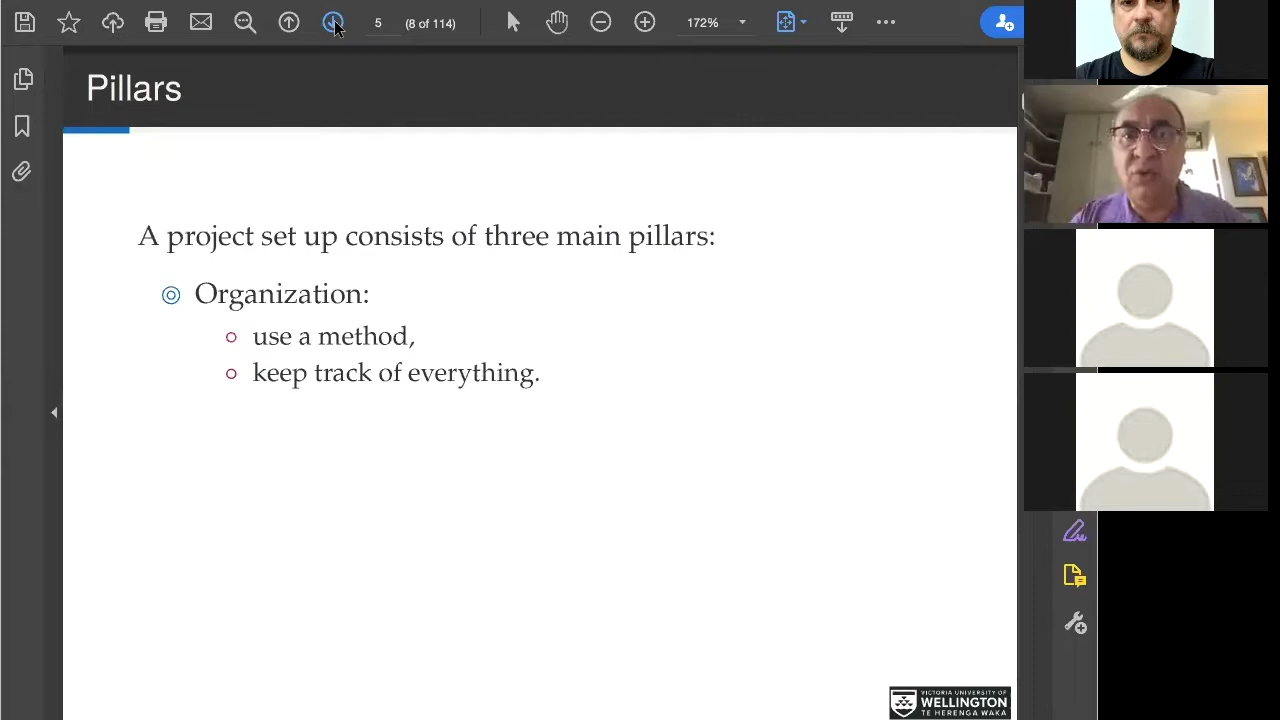 5 (8 of 114) 172%
Pillars
A project set up consists of three main pillars:
Organization:
use a method,
keep track of everything.
VICTORIA UNIVERSITY OF
WELLINGTON
TE HERENGA WAKA